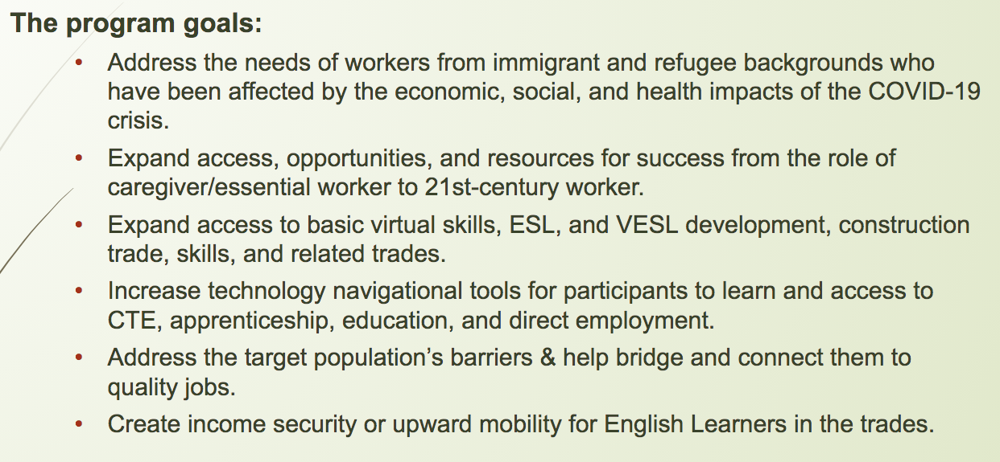 The program goals:
• Address the needs of workers from immigrant and refugee backgrounds who
have been affected by the economic, social, and health impacts of the COVID-19
crisis.
• Expand access, opportunities, and resources for success from the role of
caregiver/essential worker to 21st-century worker.
• Expand access to basic virtual skills, ESL, and VESL development, construction
trade, skills, and related trades.
• Increase technology navigational tools for participants to learn and access to
CTE, apprenticeship, education, and direct employment.
• Address the target population’s barriers & help bridge and connect them to
quality jobs.
• Create income security or upward mobility for English Learners in the trades.